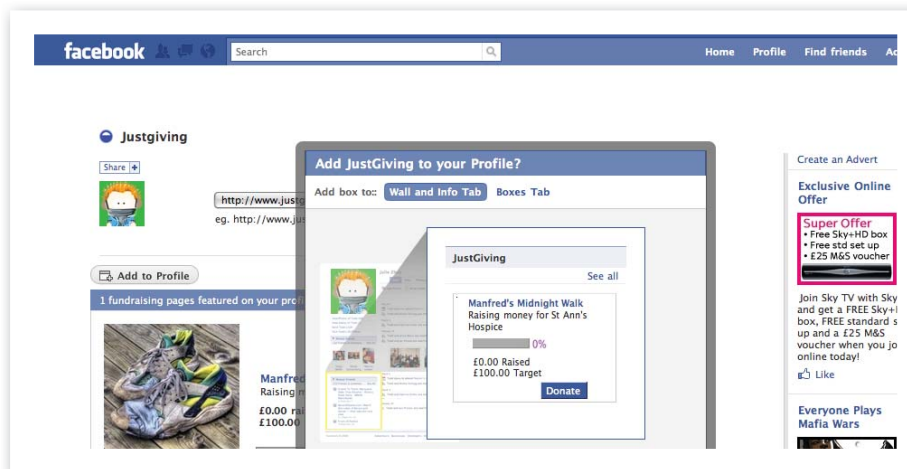 facebook
Search
Home Profile Find friends
Justgiving
Share +
http://www.justg
eg. http://www.jus
Add to Profile
1 fundraising pages featured on your prof
Manfred
Raising
£0.00 rai
£100.00
Add JustGiving to your Profile?
Add box to:: Wall and Info Tab Boxes Tab
JustGiving
See all
Manfred's Midnight Walk
Raising money for St Ann's
Hospice
0%
£0.00 Raised
£100.00 Target
Donate
Create an Advert
Exclusive Online
Offer
Super Offer
• Free Sky+HD box
• Free std set up
• £25 M&S voucher
Join Sky TV with Sky
and get a FREE Sky+
box, FREE standard s
up and a £25 M&S
voucher when you jo
online today!
Like
Everyone Plays
Mafia Wars